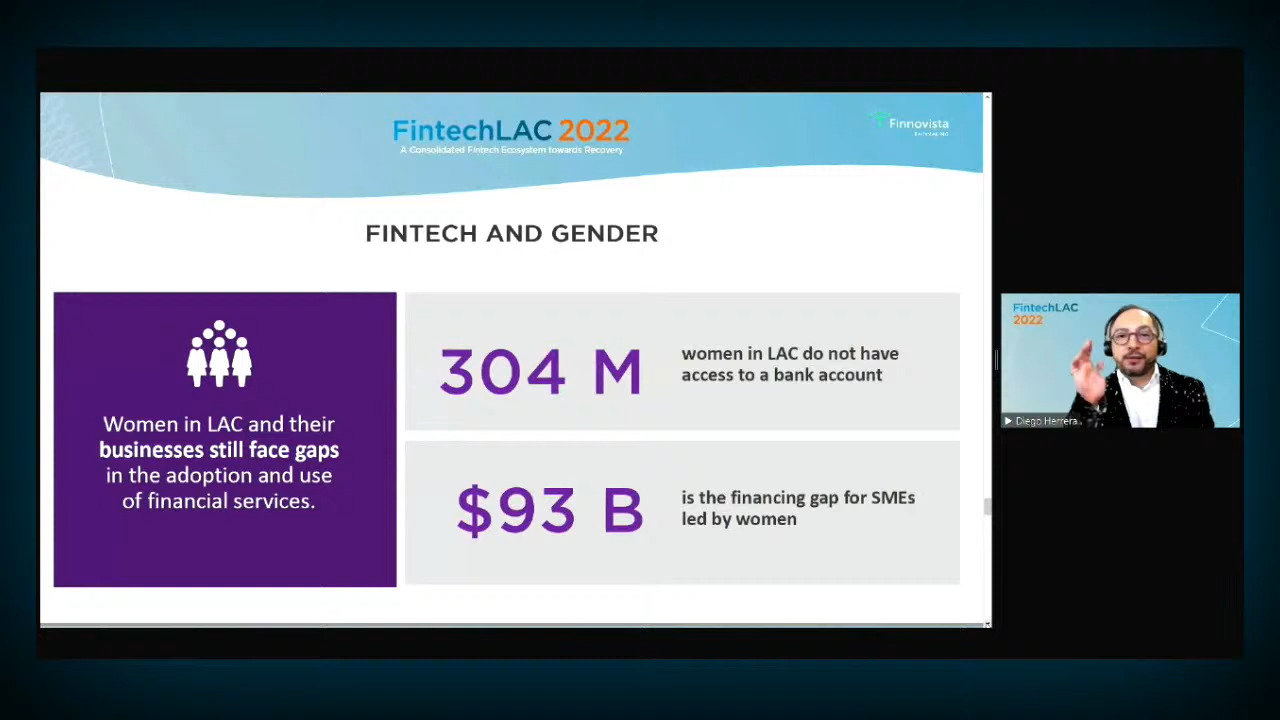 FintechLAC 2022
A Consolidated Fintech Ecosystem towards Recovery
Finnovista
FINTECH AND GENDER
Women in LAC and their
businesses still face gaps
in the adoption and use
of financial services.
304 M
women in LAC do not have
access to a bank account
$93 B
is the financing gap for SMEs
led by women
FintechLAC
2022
Diego Herrera